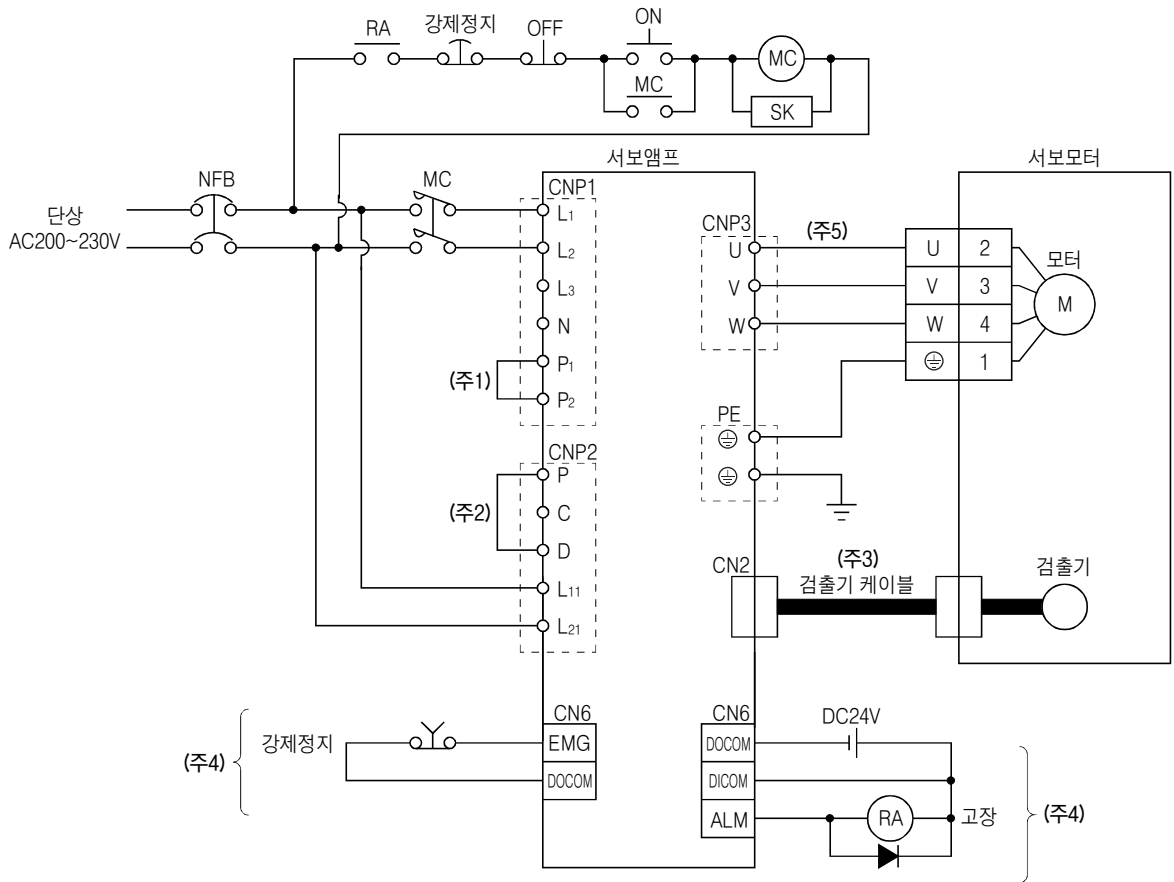 RA
강제정지
OFF
ON
MC
MC
SK
서보앰프
서보모터
NFB
MC
단상
AC200~230V
CNP1
L1
L2
L3
N
P1
P2
(주1)
CNP3
U
V
W
(주5)
U 2
V 3
W 4
1
모터
M
PE
CNP2
P
C
D
L11
L21
(주2)
CN2
(주3)
검출기 케이블
검출기
(주4)
강제정지
CN6
EMG
DOCOM
CN6
DOCOM
DICOM
ALM
DC24V
RA
고장
(주4)